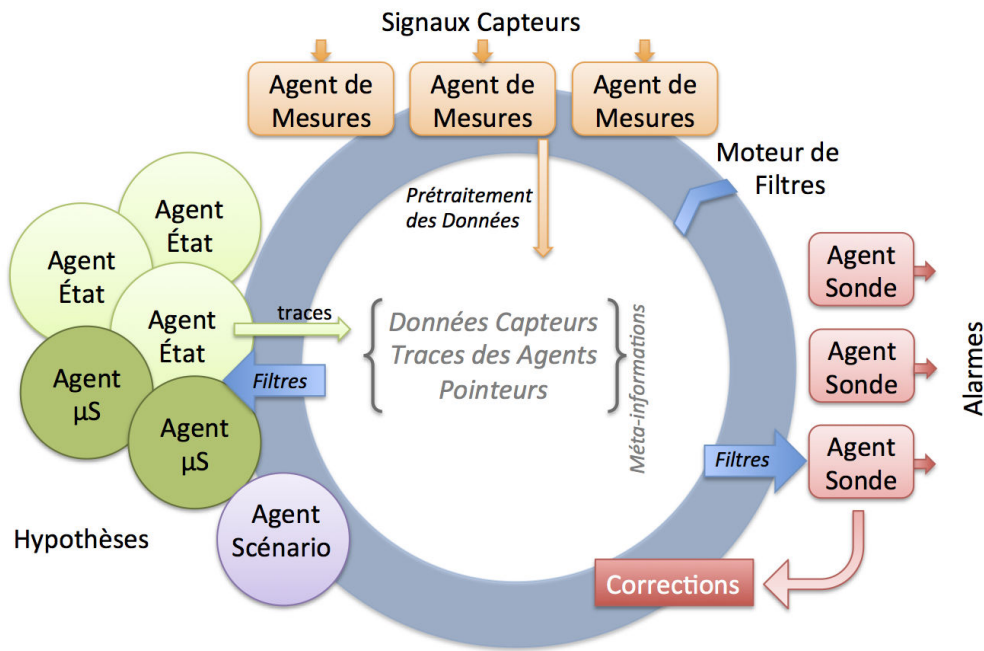 Signaux Capteurs
Agent de
Mesures
Agent de
Mesures
Agent de
Mesures
Moteur de
Filtres
Prétraitement
des Données
Agent
État
Agent
État
Agent
État
Agent
µS
Agent
µS
traces
Filtres
Données Capteurs
Traces des Agents
Pointeurs
Méta-informations
Agent
Sonde
Agent
Sonde
Agent
Sonde
Alarmes
Filtres
Hypothèses
Agent
Scénario
Corrections